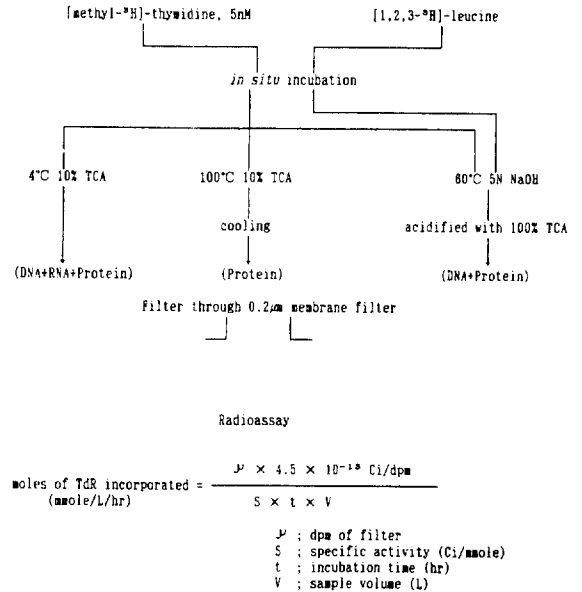 [methyl-³H]-thymidine, 5nM
[1,2,3-³H]-leucine
in situ incubation
4°C 10% TCA
100°C 10% TCA
60°C 5N NaOH
cooling
acidified with 100% TCA
(DNA+RNA+Protein)
(Protein)
(DNA+Protein)
Filter through 0.2μm membrane filter
Radioassay
moles of TdR incorporated =
(mmole/L/hr)
μ × 4.5 × 10⁻¹³ Ci/dpm
S × t × V
μ ; dpm of filter
S ; specific activity (Ci/mmole)
t ; incubation time (hr)
V ; sample volume (L)